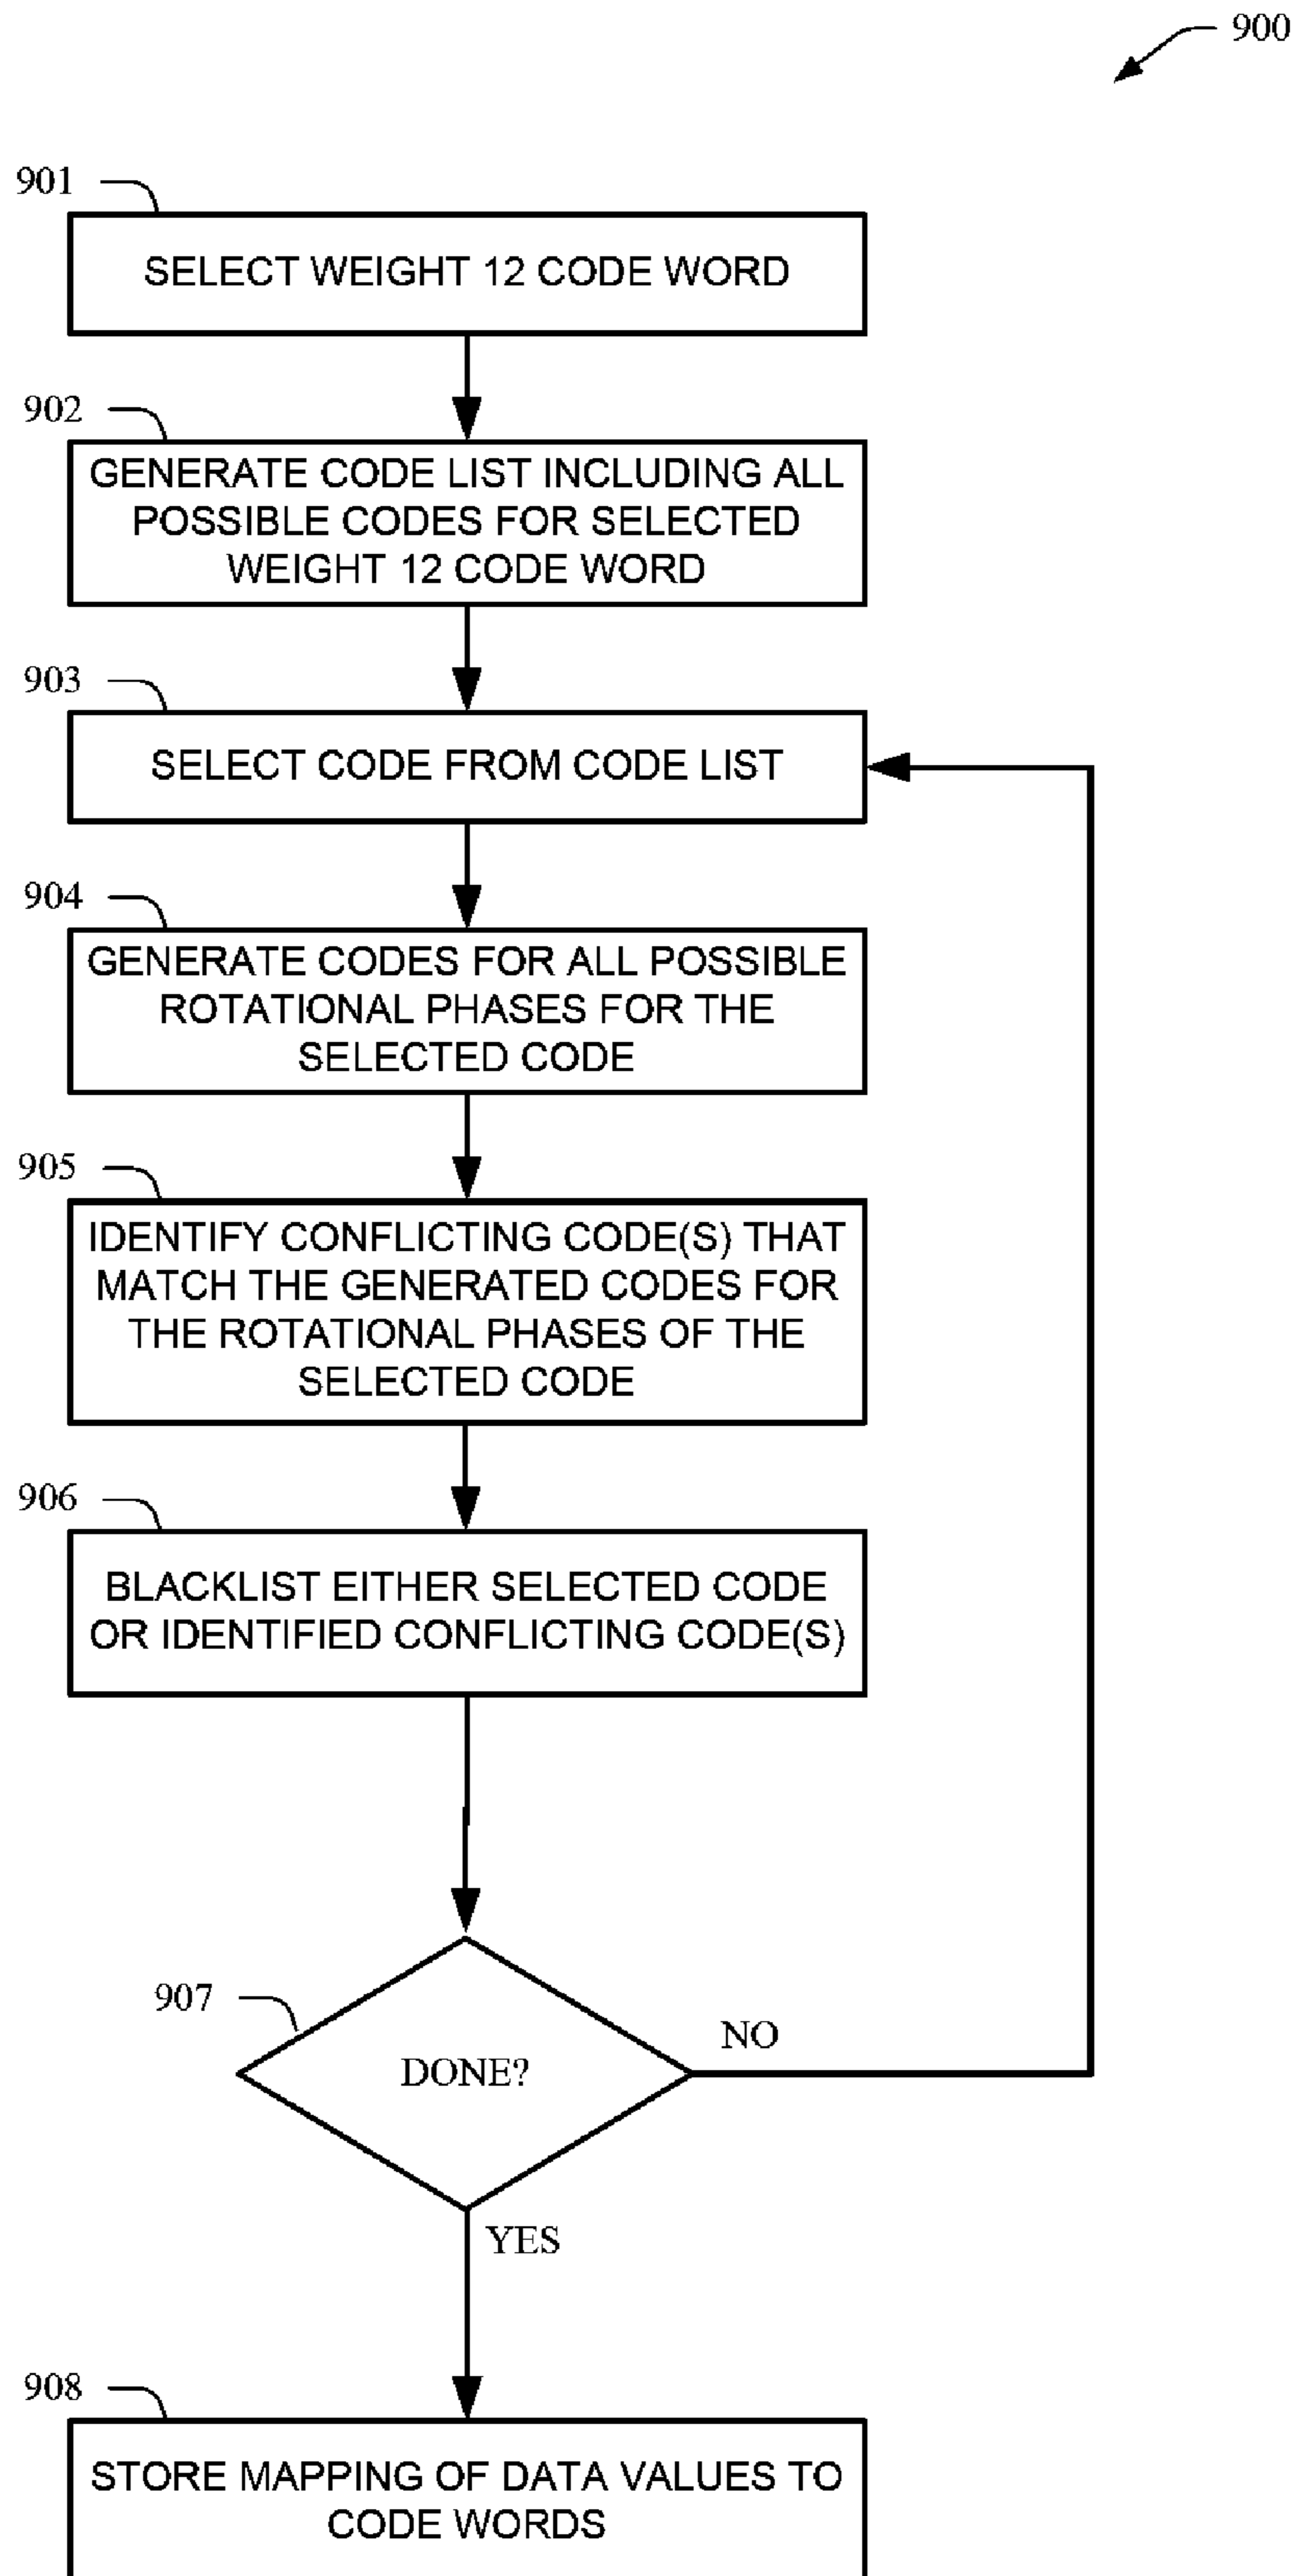 900
901
SELECT WEIGHT 12 CODE WORD
902
GENERATE CODE LIST INCLUDING ALL
POSSIBLE CODES FOR SELECTED
WEIGHT 12 CODE WORD
903
SELECT CODE FROM CODE LIST
904
GENERATE CODES FOR ALL POSSIBLE
ROTATIONAL PHASES FOR THE
SELECTED CODE
905
IDENTIFY CONFLICTING CODE(S) THAT
MATCH THE GENERATED CODES FOR
THE ROTATIONAL PHASES OF THE
SELECTED CODE
906
BLACKLIST EITHER SELECTED CODE
OR IDENTIFIED CONFLICTING CODE(S)
907
DONE?
NO
YES
908
STORE MAPPING OF DATA VALUES TO
CODE WORDS